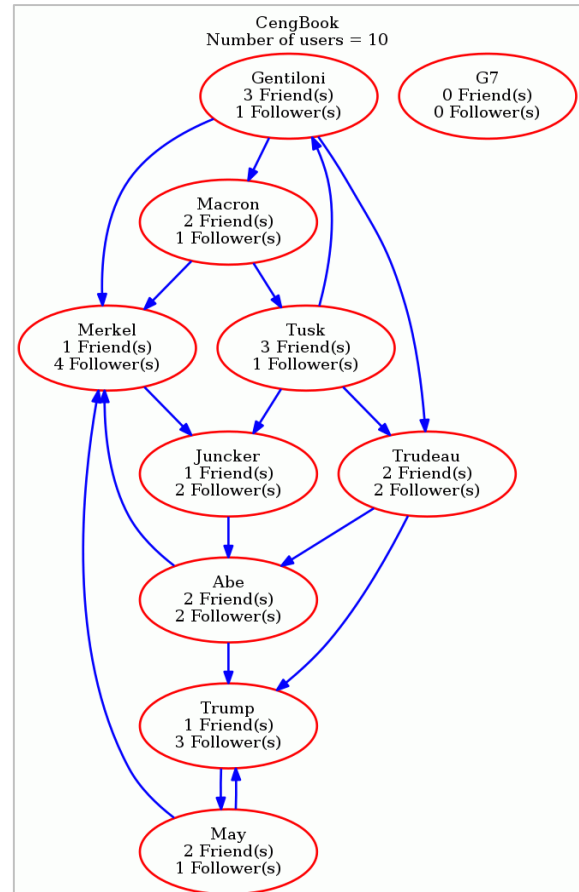 CengBook
Number of users = 10
Gentiloni
3 Friend(s)
1 Follower(s)
G7
0 Friend(s)
0 Follower(s)
Macron
2 Friend(s)
1 Follower(s)
Merkel
1 Friend(s)
4 Follower(s)
Tusk
3 Friend(s)
1 Follower(s)
Juncker
1 Friend(s)
2 Follower(s)
Trudeau
2 Friend(s)
2 Follower(s)
Abe
2 Friend(s)
2 Follower(s)
Trump
1 Friend(s)
3 Follower(s)
May
2 Friend(s)
1 Follower(s)